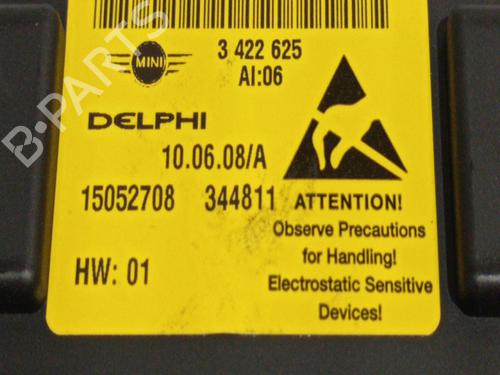 MINI
3 422 625
AI:06
DELPHI
10.06.08/A
15052708 344811
HW: 01
ATTENTION!
Observe Precautions
for Handling!
Electrostatic Sensitive
Devices!
B-PARTS